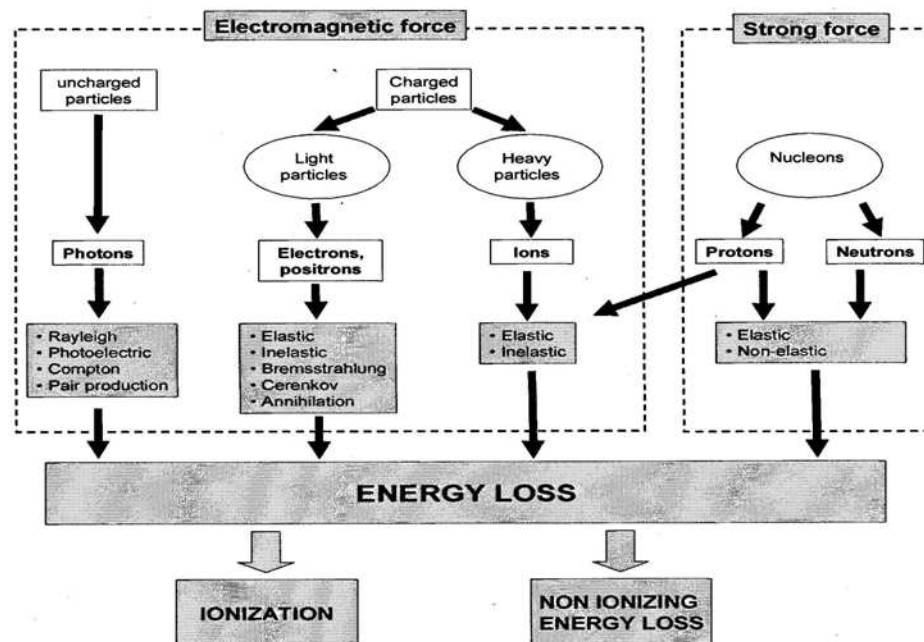 Electromagnetic force
Strong force
uncharged
particles
Charged
particles
Light
particles
Heavy
particles
Nucleons
Photons
Electrons,
positrons
Ions
Protons
Neutrons
• Rayleigh
• Photoelectric
• Compton
• Pair production
• Elastic
• Inelastic
• Bremsstrahlung
• Cerenkov
• Annihilation
• Elastic
• Inelastic
• Elastic
• Non-elastic
ENERGY LOSS
IONIZATION
NON IONIZING
ENERGY LOSS